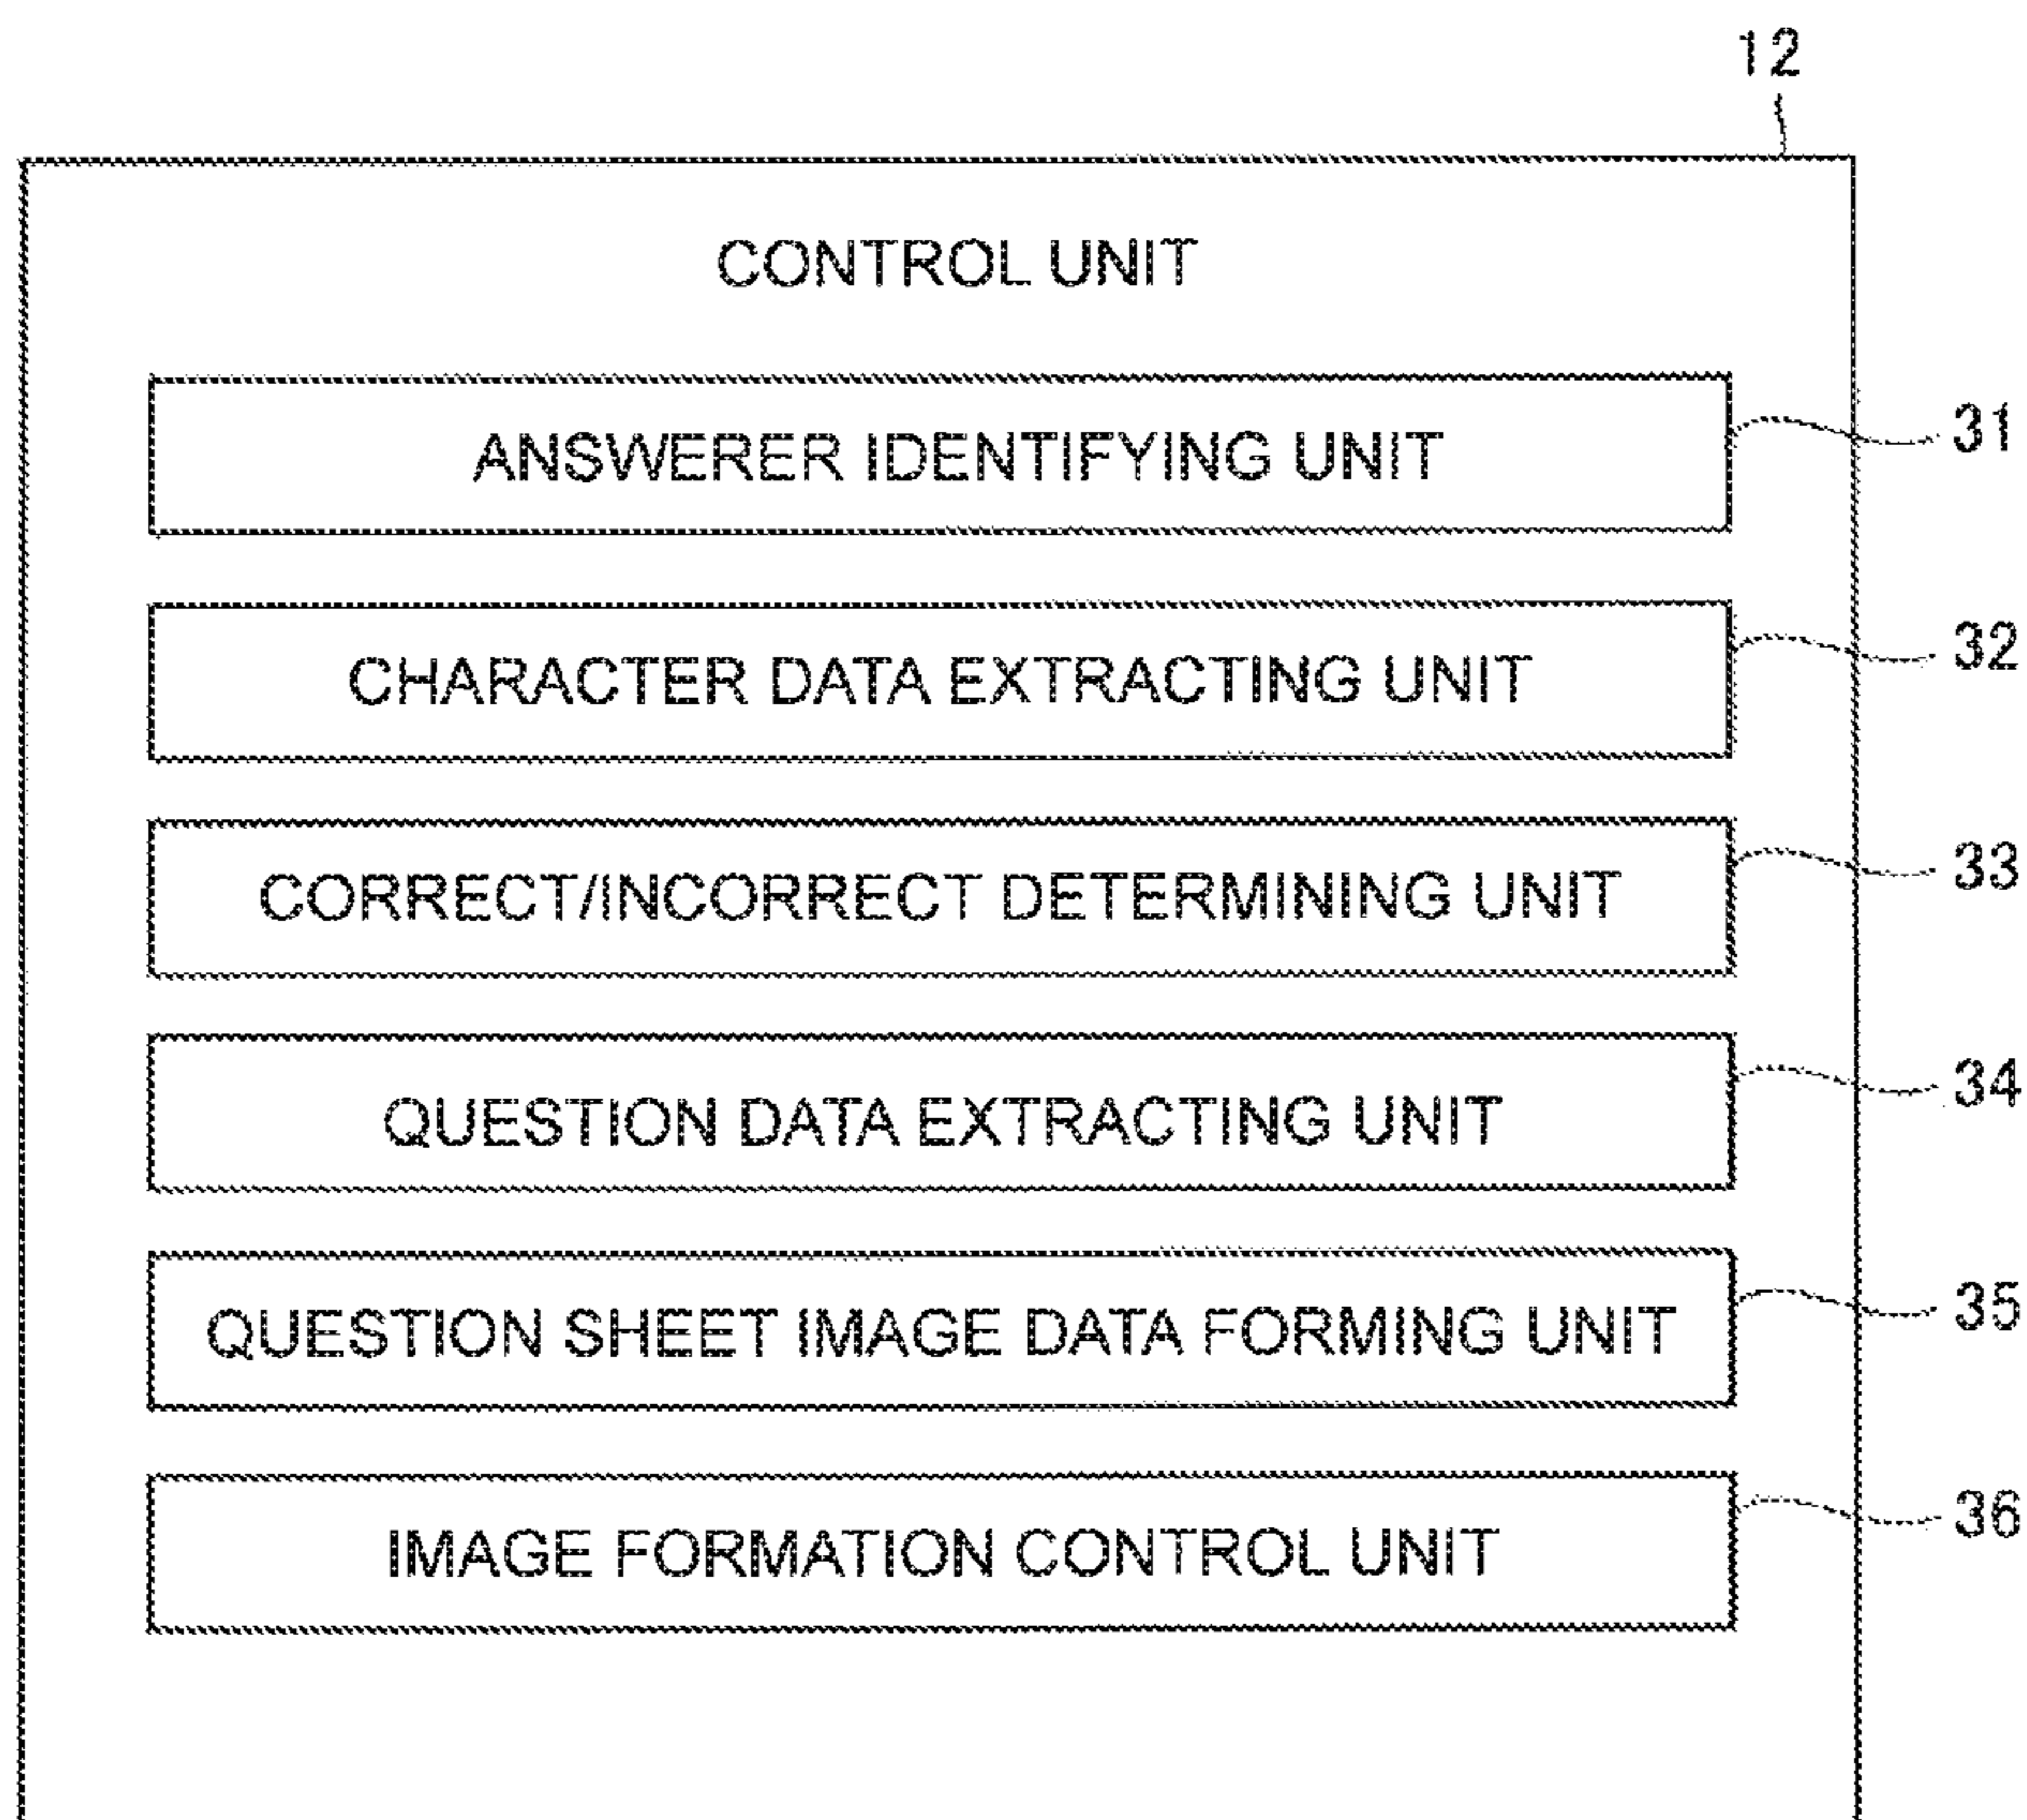 12
CONTROL UNIT
ANSWERER IDENTIFYING UNIT 31
CHARACTER DATA EXTRACTING UNIT 32
CORRECT/INCORRECT DETERMINING UNIT 33
QUESTION DATA EXTRACTING UNIT 34
QUESTION SHEET IMAGE DATA FORMING UNIT 35
IMAGE FORMATION CONTROL UNIT 36